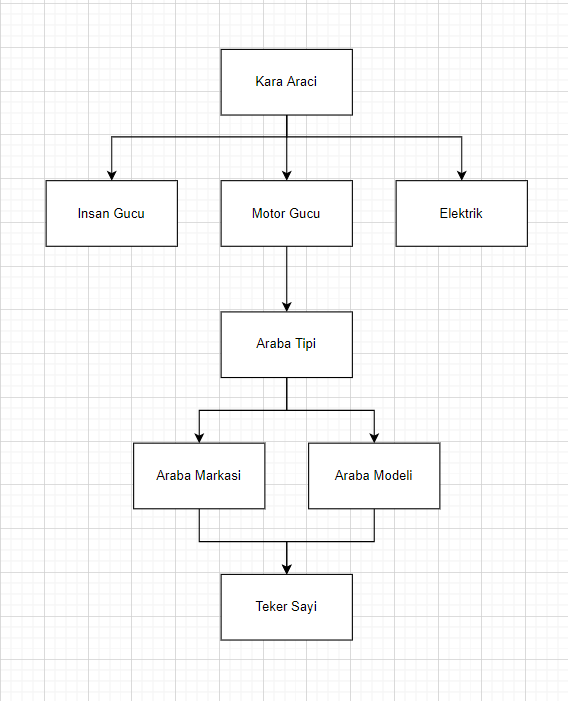 Kara Araci
Insan Gucu
Motor Gucu
Elektrik
Araba Tipi
Araba Markasi
Araba Modeli
Teker Sayi